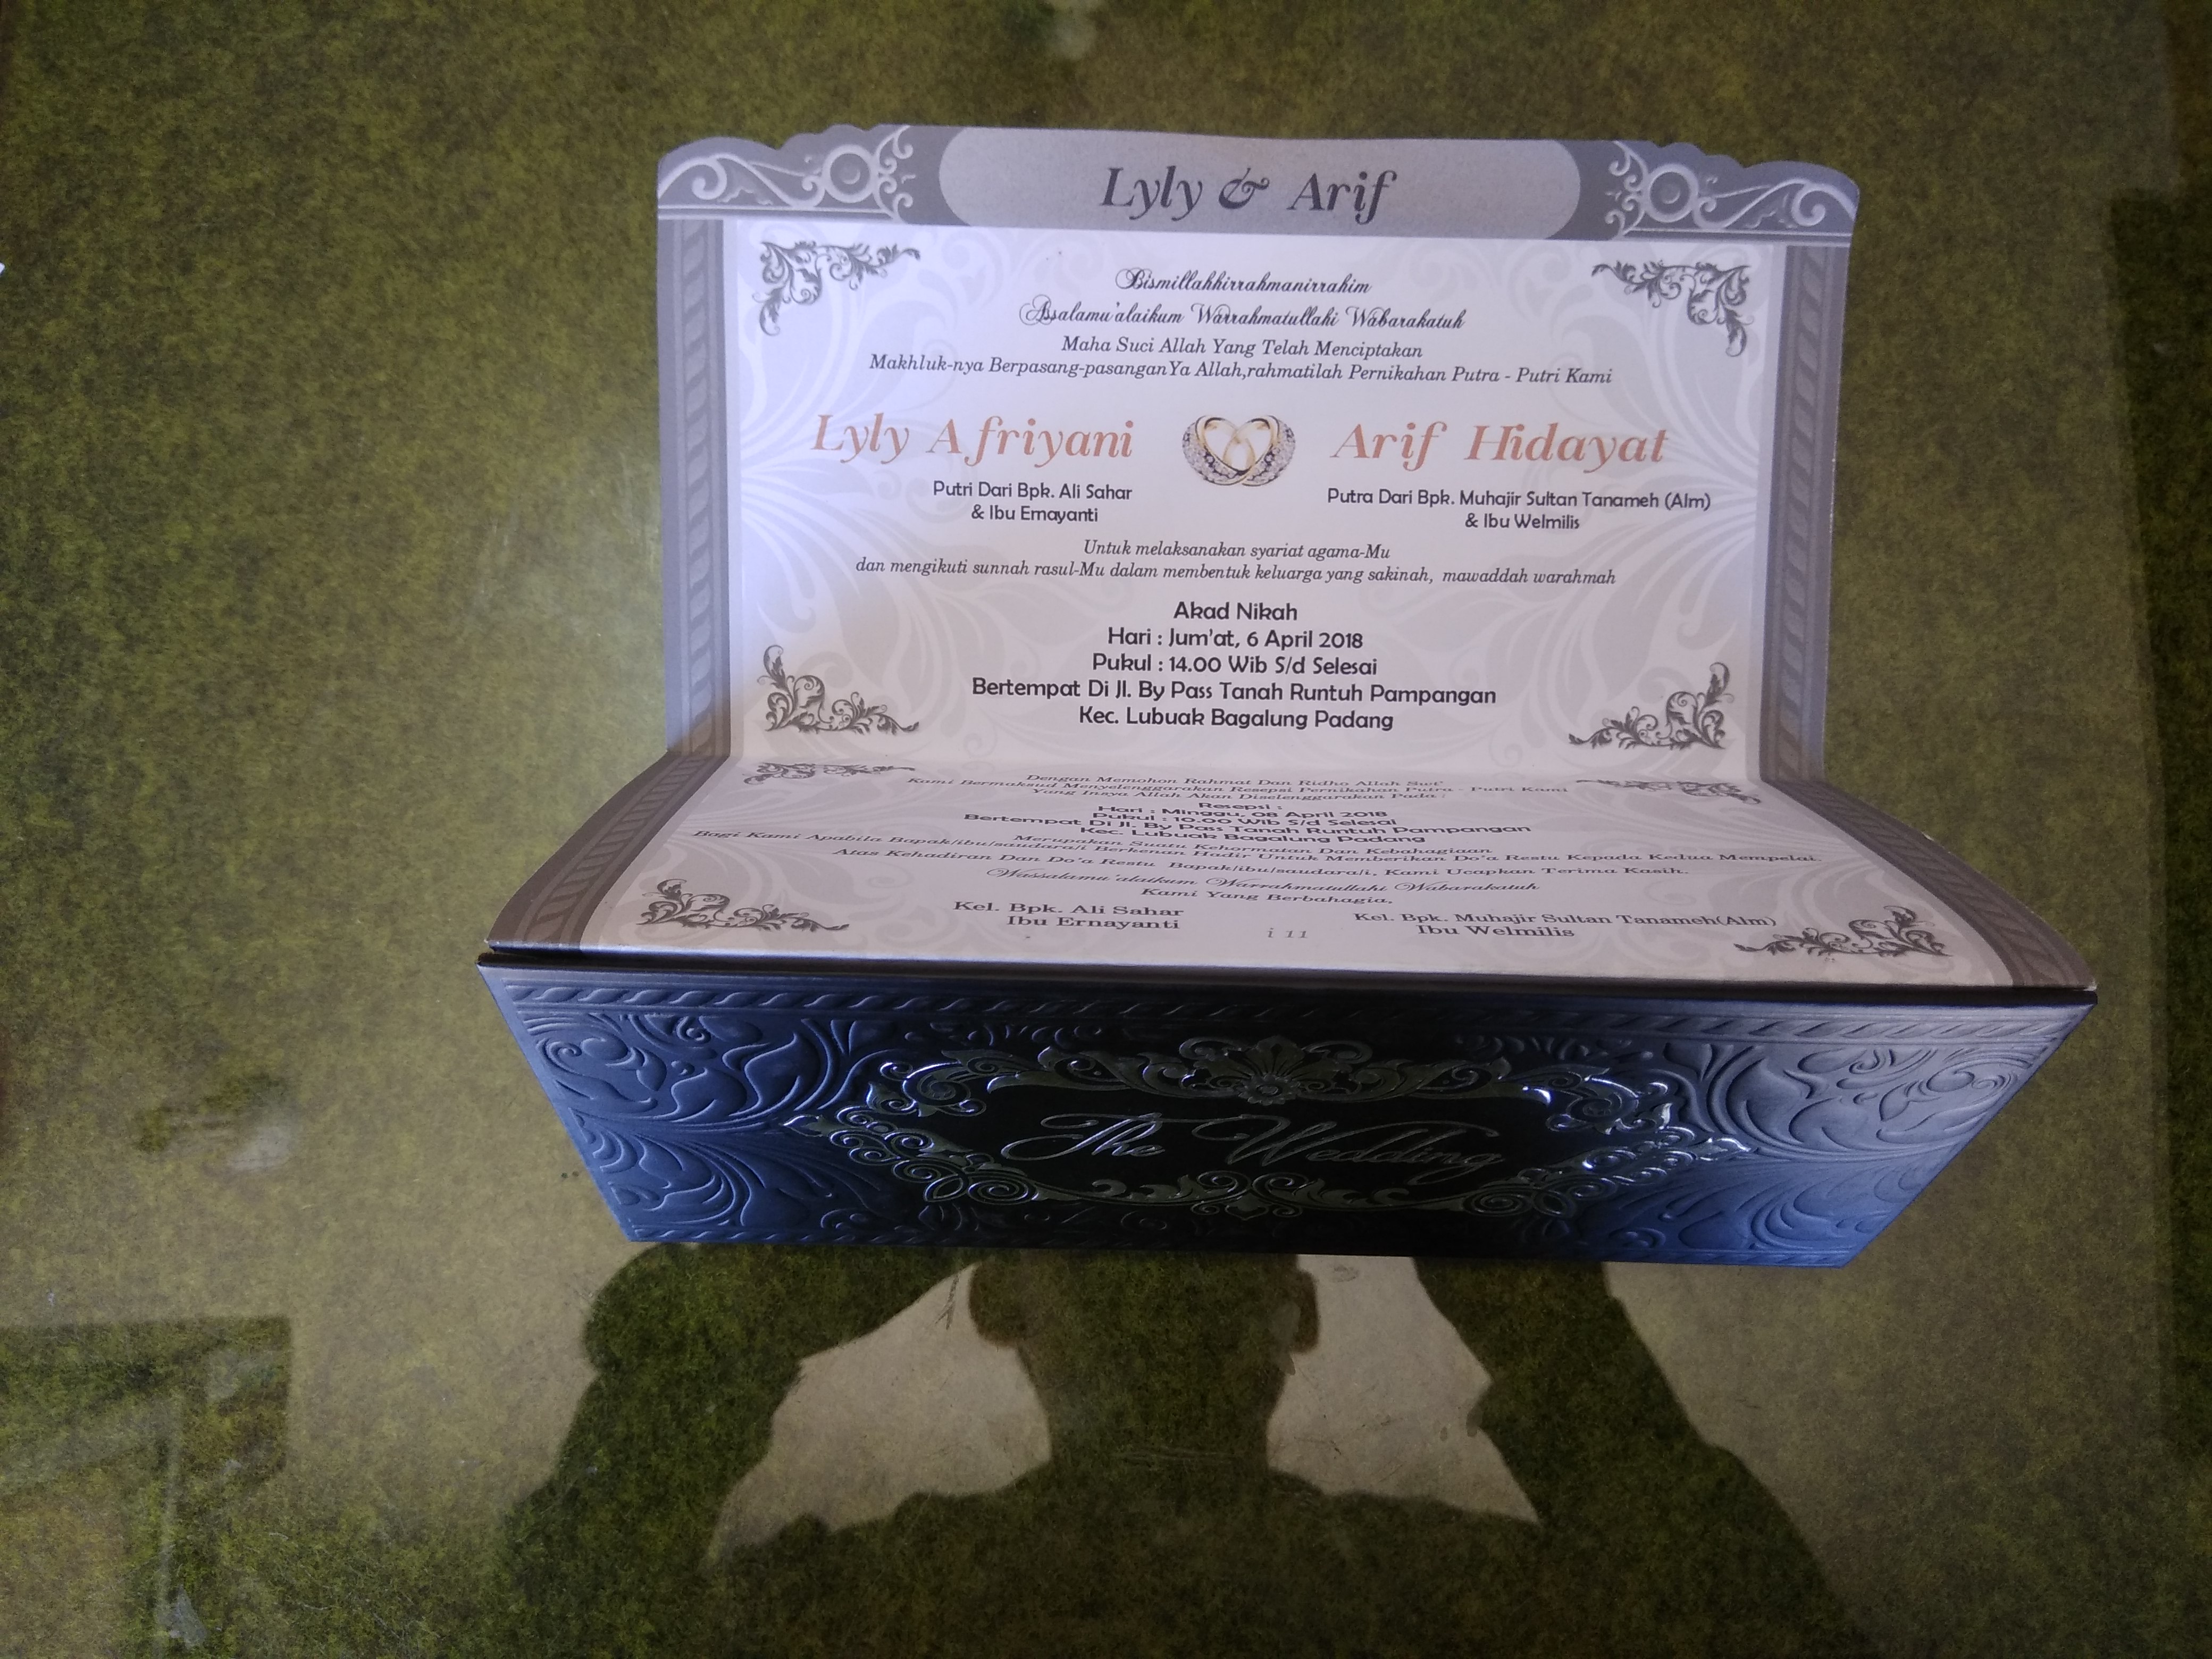 Lyly & Arif
Bismillahhirrahmanirrahim
Assalamu'alaikum Warrahmatullahi Wabarakatuh
Maha Suci Allah Yang Telah Menciptakan
Makhluk-nya Berpasang-pasanganYa Allah,rahmatilah Pernikahan Putra - Putri Kami
Lyly Afriyani
Putri Dari Bpk. Ali Sahar
& Ibu Ernayanti
Arif Hidayat
Putra Dari Bpk. Muhajir Sultan Tanameh (Alm)
& Ibu Welmilis
Untuk melaksanakan syariat agama-Mu
dan mengikuti sunnah rasul-Mu dalam membentuk keluarga yang sakinah, mawaddah warahmah
Akad Nikah
Hari : Jum'at, 6 April 2018
Pukul : 14.00 Wib S/d Selesai
Bertempat Di Jl. By Pass Tanah Runtuh Pampangan
Kec. Lubuak Bagalung Padang
Dengan Memohon Rahmat Dan Ridho Allah Swt'
Kami Bermaksud Menyelenggarakan Resepsi Pernikahan Putra - Putri Kami
Yang Insya Allah Akan Diselenggarakan Pada :
Resepsi :
Hari : Minggu, 08 April 2018
Pukul : 10.00 Wib S/d Selesai
Bertempat Di Jl. By Pass Tanah Runtuh Pampangan
Kec. Lubuak Bagalung Padang
Merupakan Suatu Kehormatan Dan Kebahagiaan
Bagi Kami Apabila Bapak/ibu/saudara/i Berkenan Hadir Untuk Memberikan Do'a Restu Kepada Kedua Mempelai.
Atas Kehadiran Dan Do'a Restu Bapak/ibu/saudara/i, Kami Ucapkan Terima Kasih.
Wassalamu'alaikum Warrahmatullahi Wabarakatuh
Kami Yang Berbahagia,
Kel. Bpk. Ali Sahar
Ibu Ernayanti
Kel. Bpk. Muhajir Sultan Tanameh(Alm)
Ibu Welmilis
i 11
The Wedding